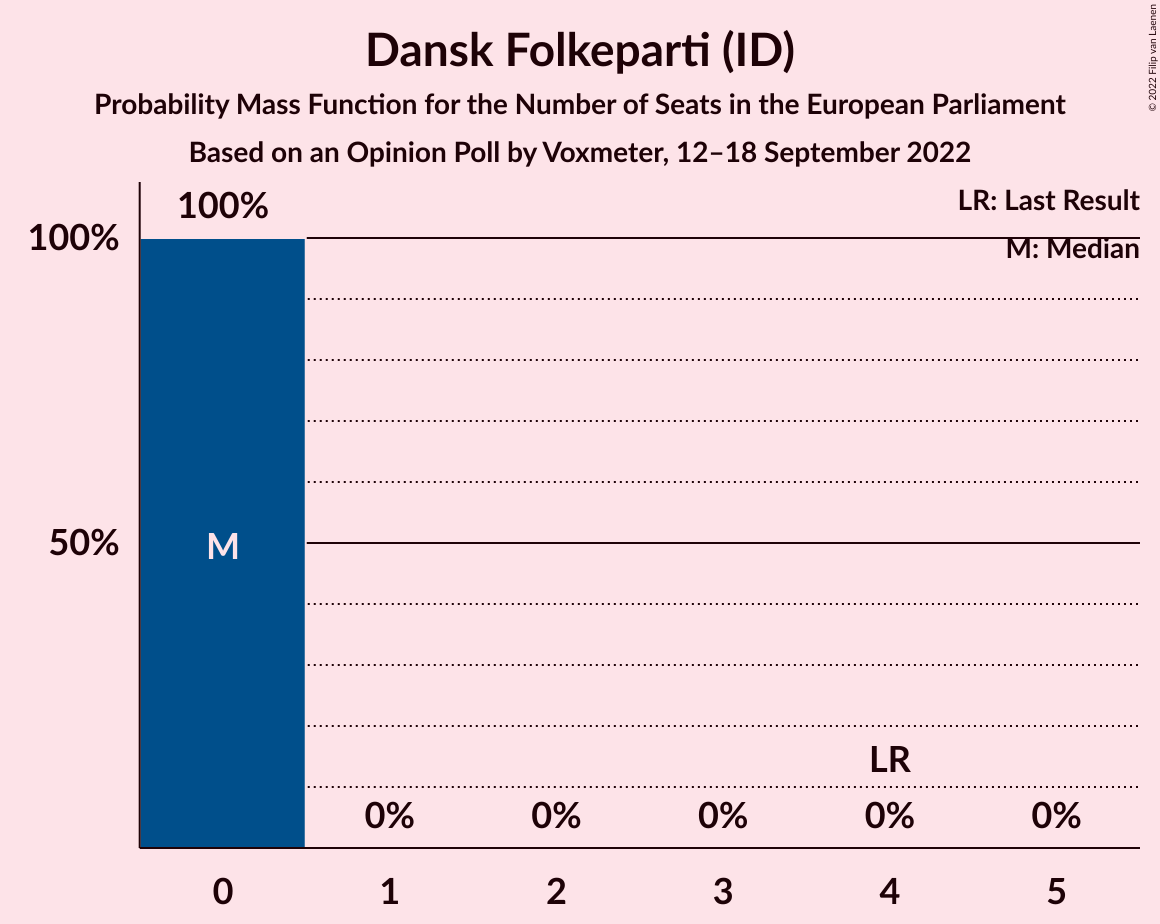 Dansk Folkeparti (ID)
Probability Mass Function for the Number of Seats in the European Parliament
Based on an Opinion Poll by Voxmeter, 12–18 September 2022
© 2022 Filip van Laenen
LR: Last Result
M: Median
100%
100%
50%
M
LR
0%
0%
0%
0%
0%
0
1
2
3
4
5